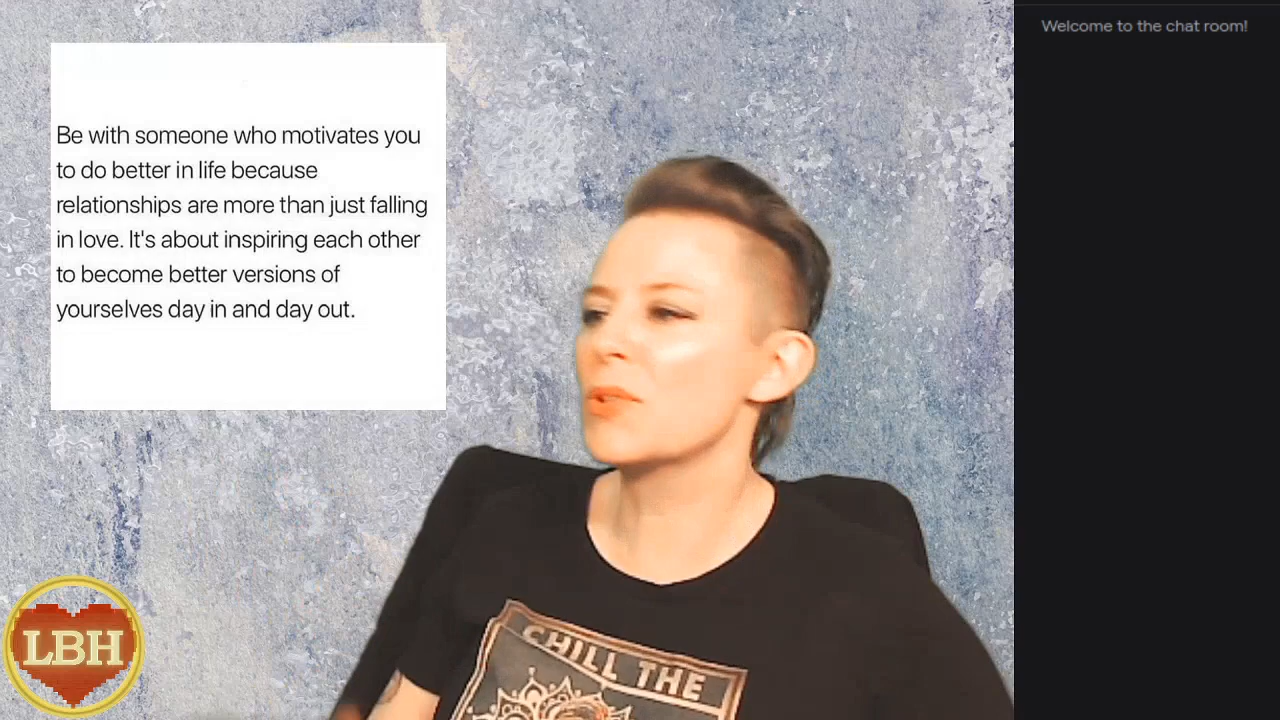 Welcome to the chat room!
Be with someone who motivates you
to do better in life because
relationships are more than just falling
in love. It's about inspiring each other
to become better versions of
yourselves day in and day out.
LBH
CHILL THE